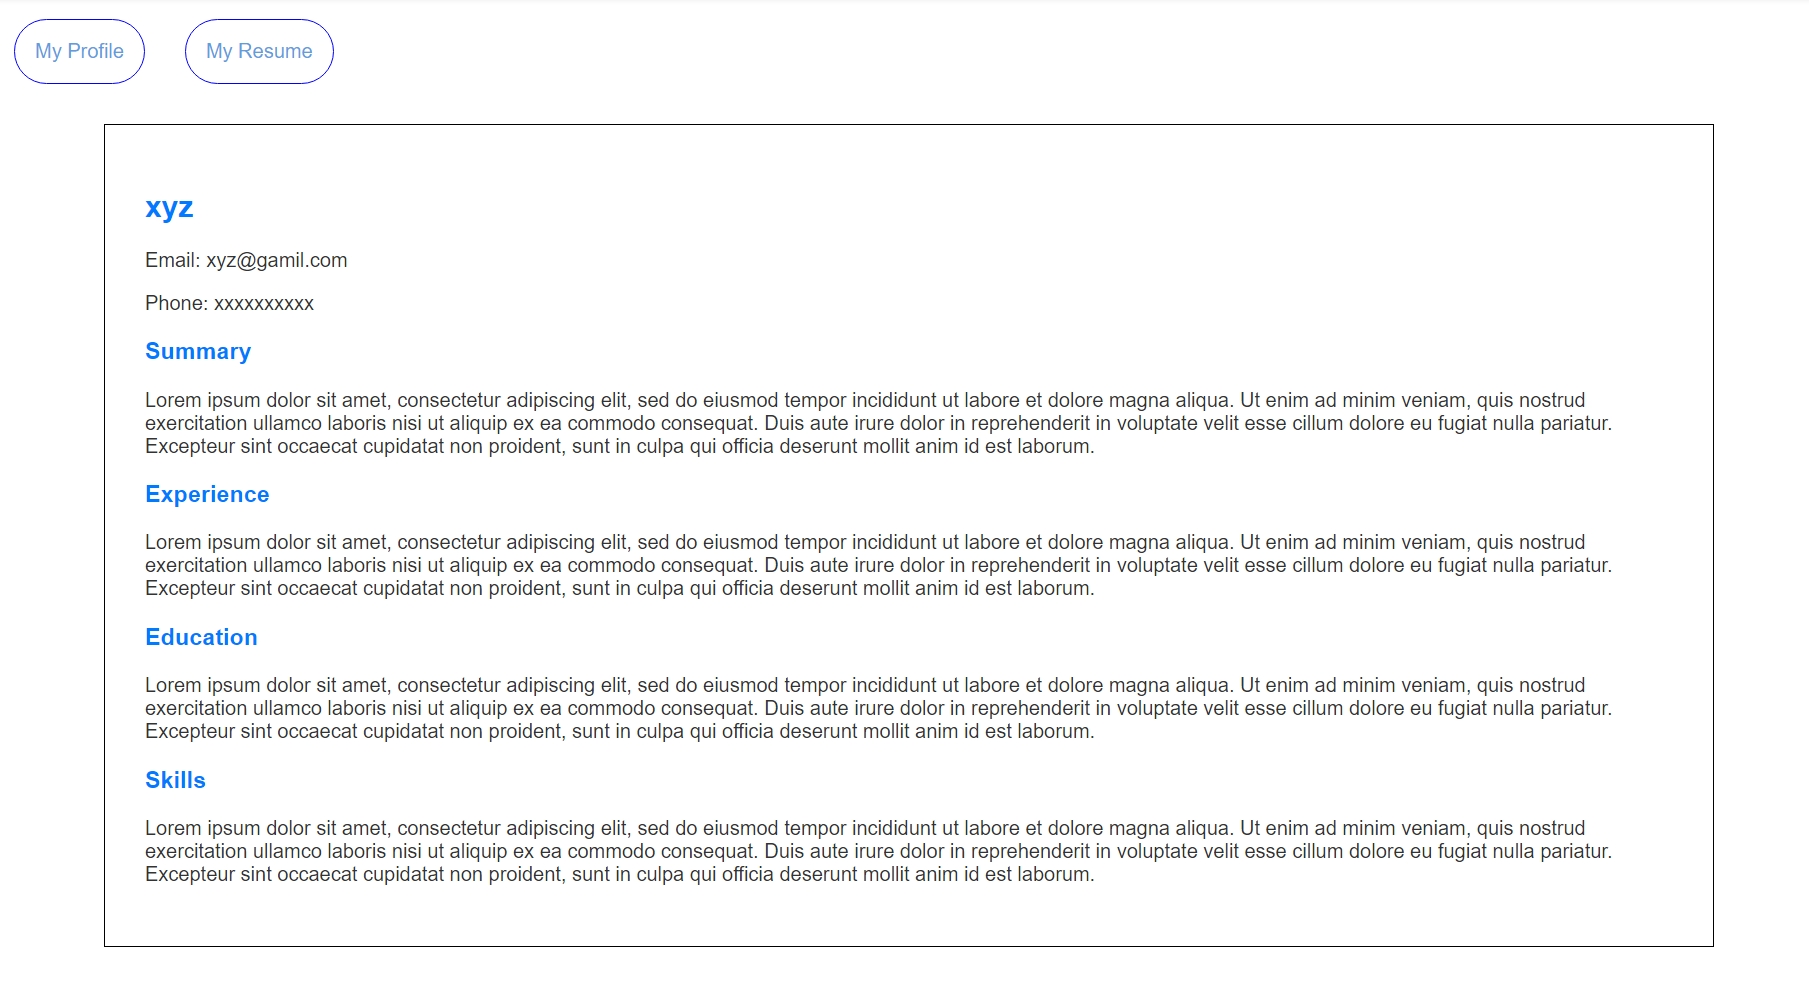 My Profile My Resume
xyz
Email: xyz@gamil.com
Phone: xxxxxxxxxx
Summary
Lorem ipsum dolor sit amet, consectetur adipiscing elit, sed do eiusmod tempor incididunt ut labore et dolore magna aliqua. Ut enim ad minim veniam, quis nostrud
exercitation ullamco laboris nisi ut aliquip ex ea commodo consequat. Duis aute irure dolor in reprehenderit in voluptate velit esse cillum dolore eu fugiat nulla pariatur.
Excepteur sint occaecat cupidatat non proident, sunt in culpa qui officia deserunt mollit anim id est laborum.
Experience
Lorem ipsum dolor sit amet, consectetur adipiscing elit, sed do eiusmod tempor incididunt ut labore et dolore magna aliqua. Ut enim ad minim veniam, quis nostrud
exercitation ullamco laboris nisi ut aliquip ex ea commodo consequat. Duis aute irure dolor in reprehenderit in voluptate velit esse cillum dolore eu fugiat nulla pariatur.
Excepteur sint occaecat cupidatat non proident, sunt in culpa qui officia deserunt mollit anim id est laborum.
Education
Lorem ipsum dolor sit amet, consectetur adipiscing elit, sed do eiusmod tempor incididunt ut labore et dolore magna aliqua. Ut enim ad minim veniam, quis nostrud
exercitation ullamco laboris nisi ut aliquip ex ea commodo consequat. Duis aute irure dolor in reprehenderit in voluptate velit esse cillum dolore eu fugiat nulla pariatur.
Excepteur sint occaecat cupidatat non proident, sunt in culpa qui officia deserunt mollit anim id est laborum.
Skills
Lorem ipsum dolor sit amet, consectetur adipiscing elit, sed do eiusmod tempor incididunt ut labore et dolore magna aliqua. Ut enim ad minim veniam, quis nostrud
exercitation ullamco laboris nisi ut aliquip ex ea commodo consequat. Duis aute irure dolor in reprehenderit in voluptate velit esse cillum dolore eu fugiat nulla pariatur.
Excepteur sint occaecat cupidatat non proident, sunt in culpa qui officia deserunt mollit anim id est laborum.